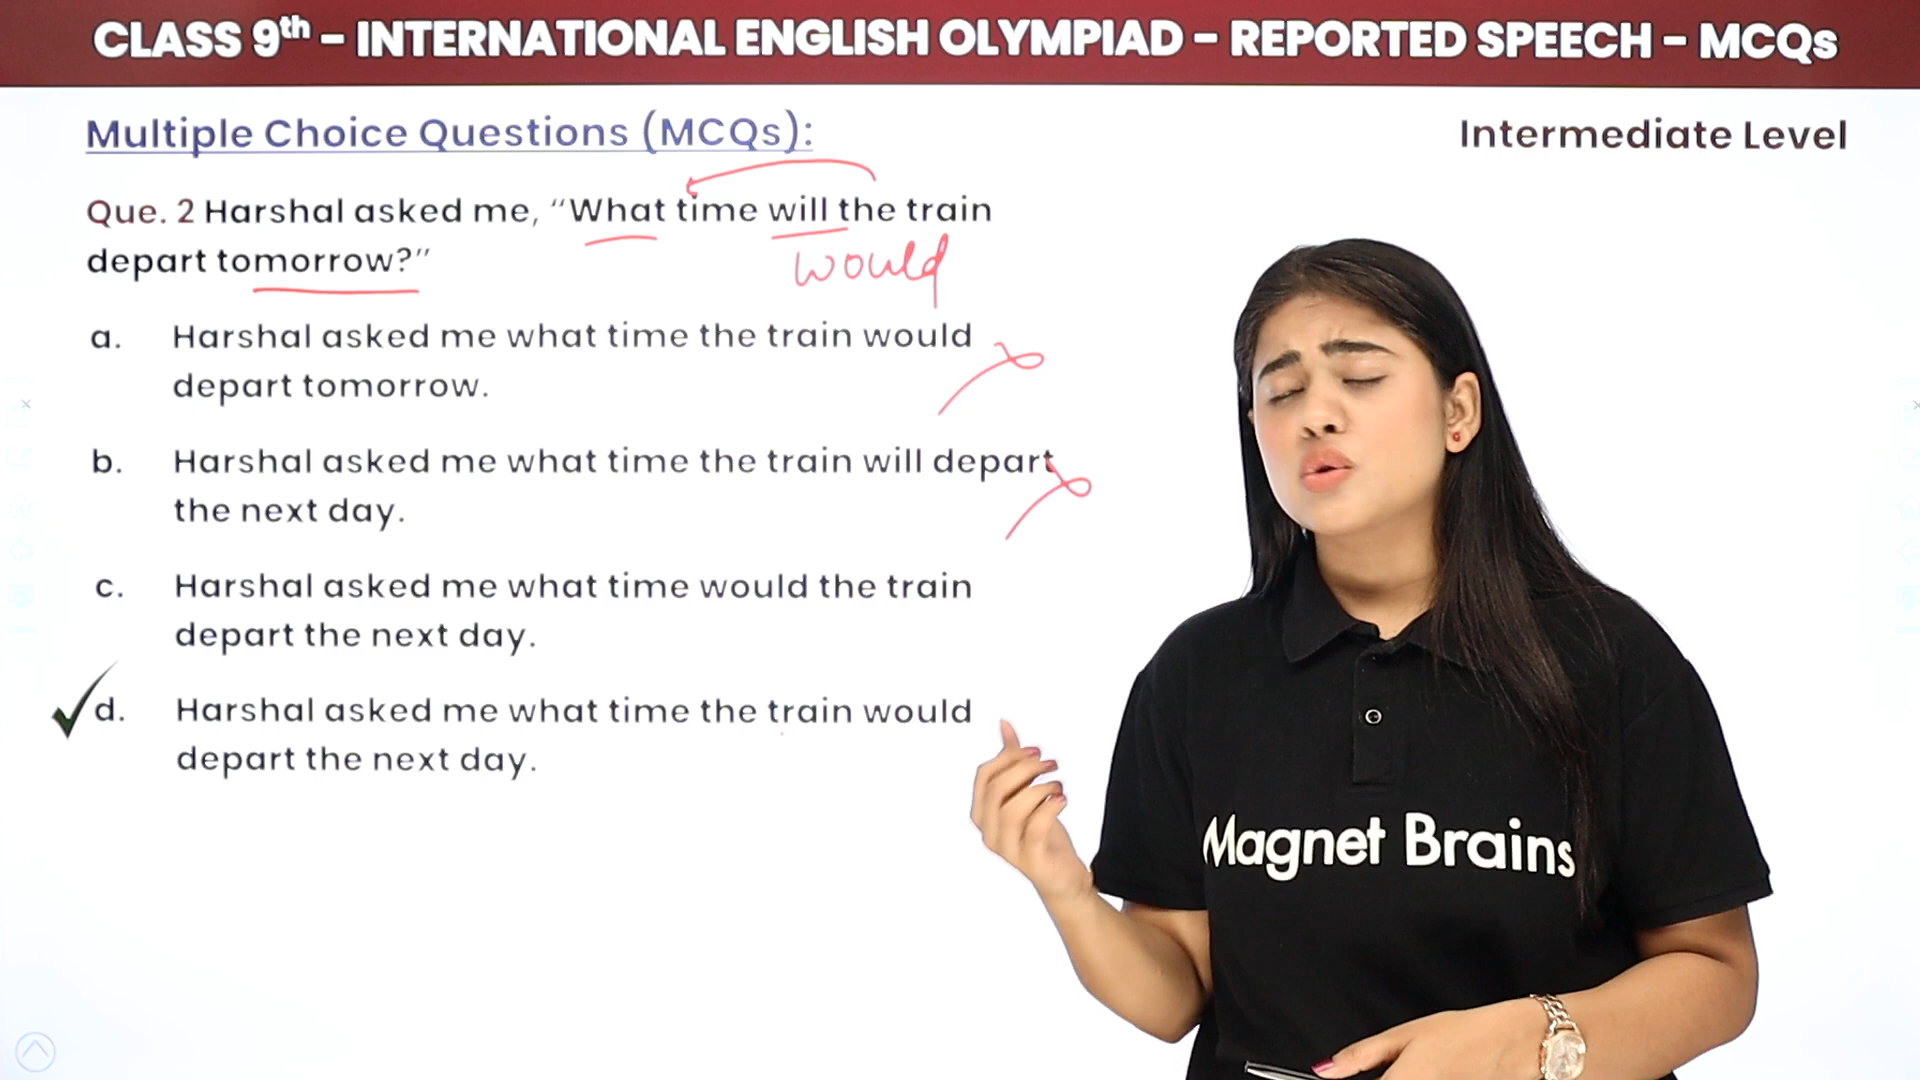 CLASS 9th - INTERNATIONAL ENGLISH OLYMPIAD - REPORTED SPEECH - MCQs
Multiple Choice Questions (MCQs):
Intermediate Level
Que. 2 Harshal asked me, “What time will the train
depart tomorrow?”
would
a. Harshal asked me what time the train would
depart tomorrow.
b. Harshal asked me what time the train will depart
the next day.
c. Harshal asked me what time would the train
depart the next day.
d. Harshal asked me what time the train would
depart the next day.
Magnet Brains